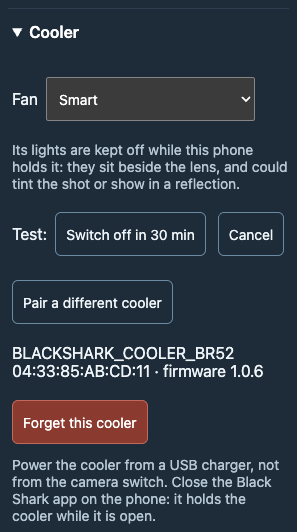 ▼ Cooler
Fan Smart
Its lights are kept off while this phone
holds it: they sit beside the lens, and could
tint the shot or show in a reflection.
Test: Switch off in 30 min Cancel
Pair a different cooler
BLACKSHARK_COOLER_BR52
04:33:85:AB:CD:11 · firmware 1.0.6
Forget this cooler
Power the cooler from a USB charger, not
from the camera switch. Close the Black
Shark app on the phone: it holds the
cooler while it is open.